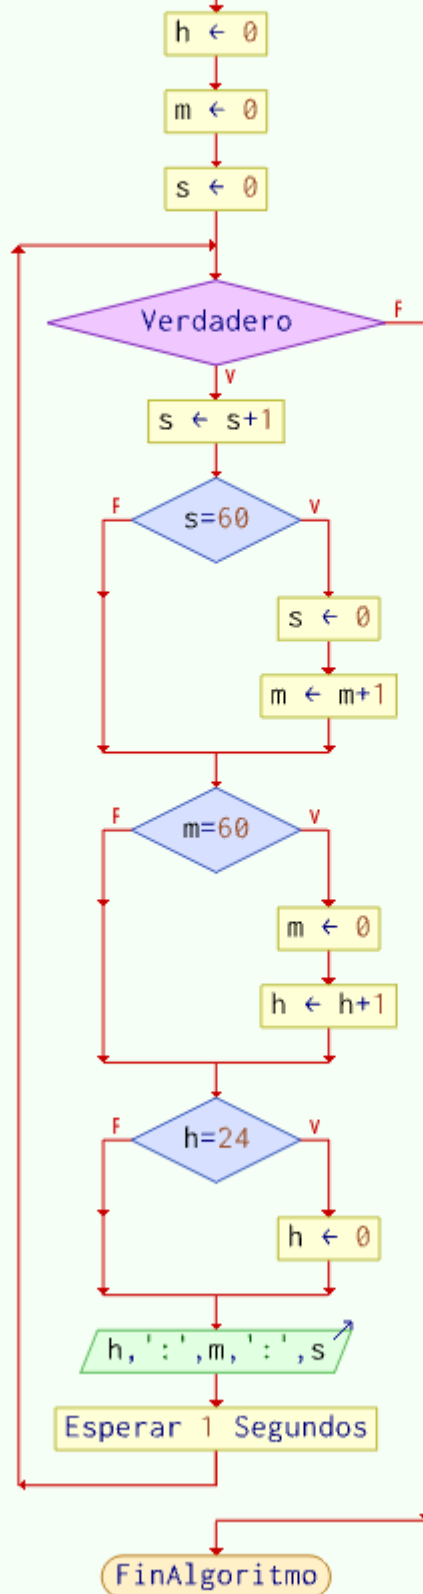 h ← 0
m ← 0
s ← 0
Verdadero
F
V
s ← s+1
F
V
s=60
s ← 0
m ← m+1
F
V
m=60
m ← 0
h ← h+1
F
V
h=24
h ← 0
h,':',m,':',s
Esperar 1 Segundos
FinAlgoritmo